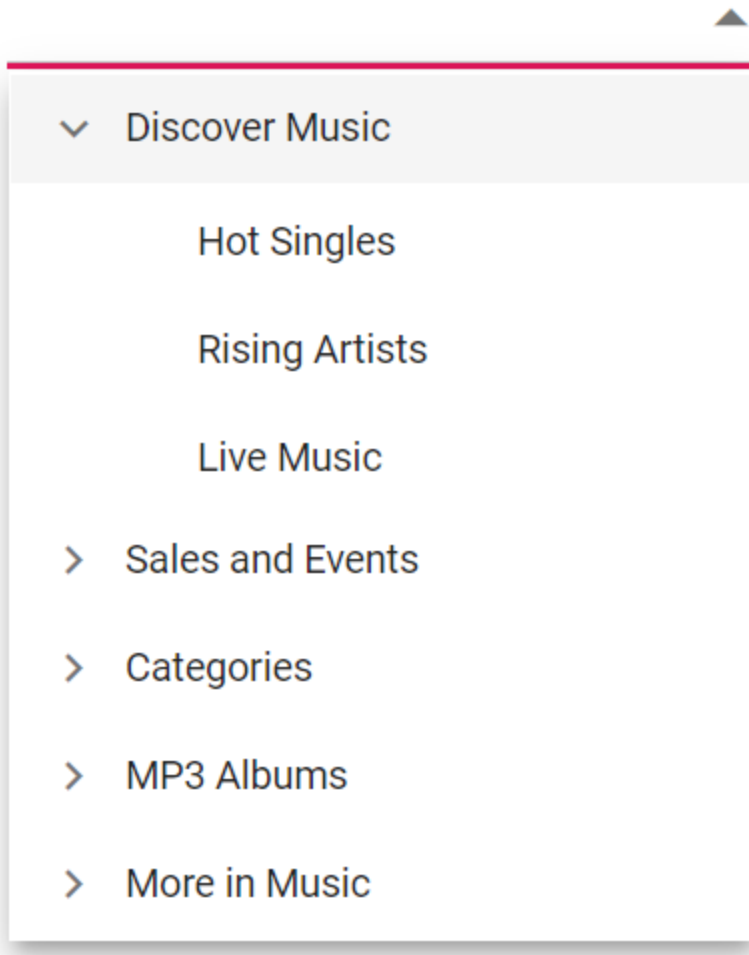 Discover Music
Hot Singles
Rising Artists
Live Music
Sales and Events
Categories
MP3 Albums
More in Music